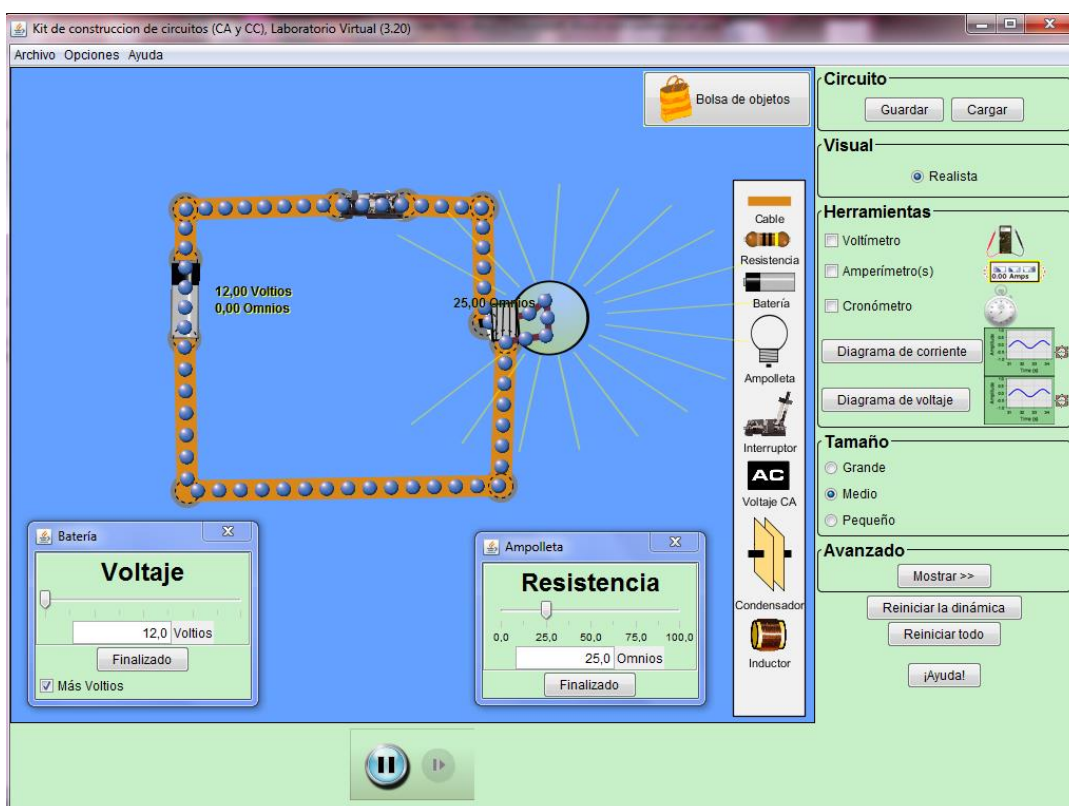 Kit de construccion de circuitos (CA y CC), Laboratorio Virtual (3.20)
Archivo Opciones Ayuda
Bolsa de objetos
12,00 Voltios
0,00 Omnios
25,00 Omnios
Cable
Resistencia
Batería
Ampolleta
Interruptor
AC
Voltaje CA
Condensador
Inductor
Batería
Voltaje
12,0 Voltios
Finalizado
Más Voltios
Ampolleta
Resistencia
0,0 25,0 50,0 75,0 100,0
25,0 Omnios
Finalizado
Circuito
Guardar Cargar
Visual
Realista
Herramientas
Voltímetro
Amperímetro(s)
0.00 Amps
Cronómetro
Diagrama de corriente
Diagrama de voltaje
Tamaño
Grande
Medio
Pequeño
Avanzado
Mostrar >>
Reiniciar la dinámica
Reiniciar todo
¡Ayuda!